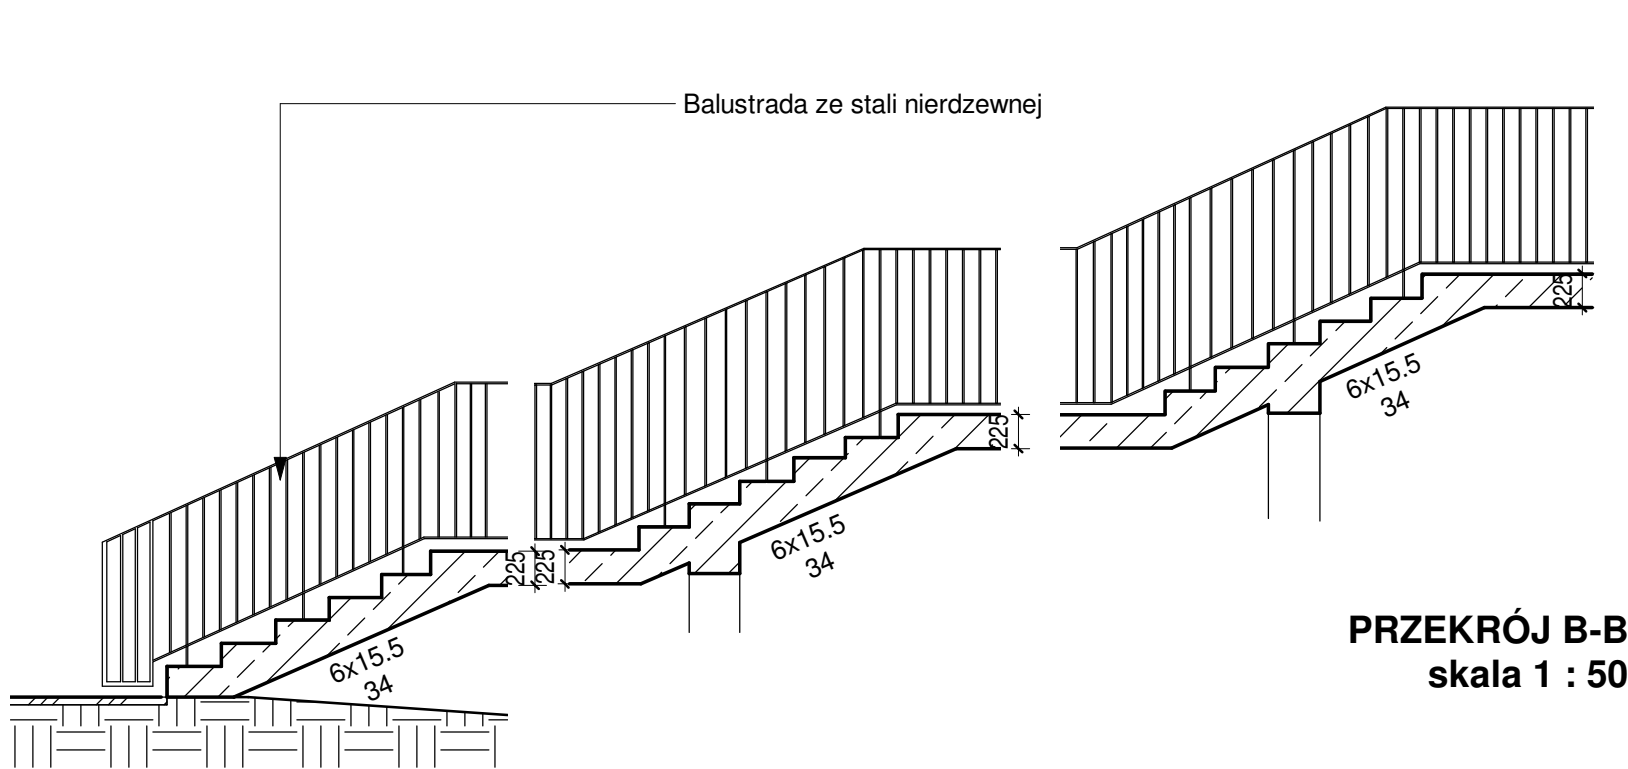 Balustrada ze stali nierdzewnej
225
225
6x15.5
34
225
6x15.5
34
225
6x15.5
34
PRZEKRÓJ B-B
skala 1 : 50